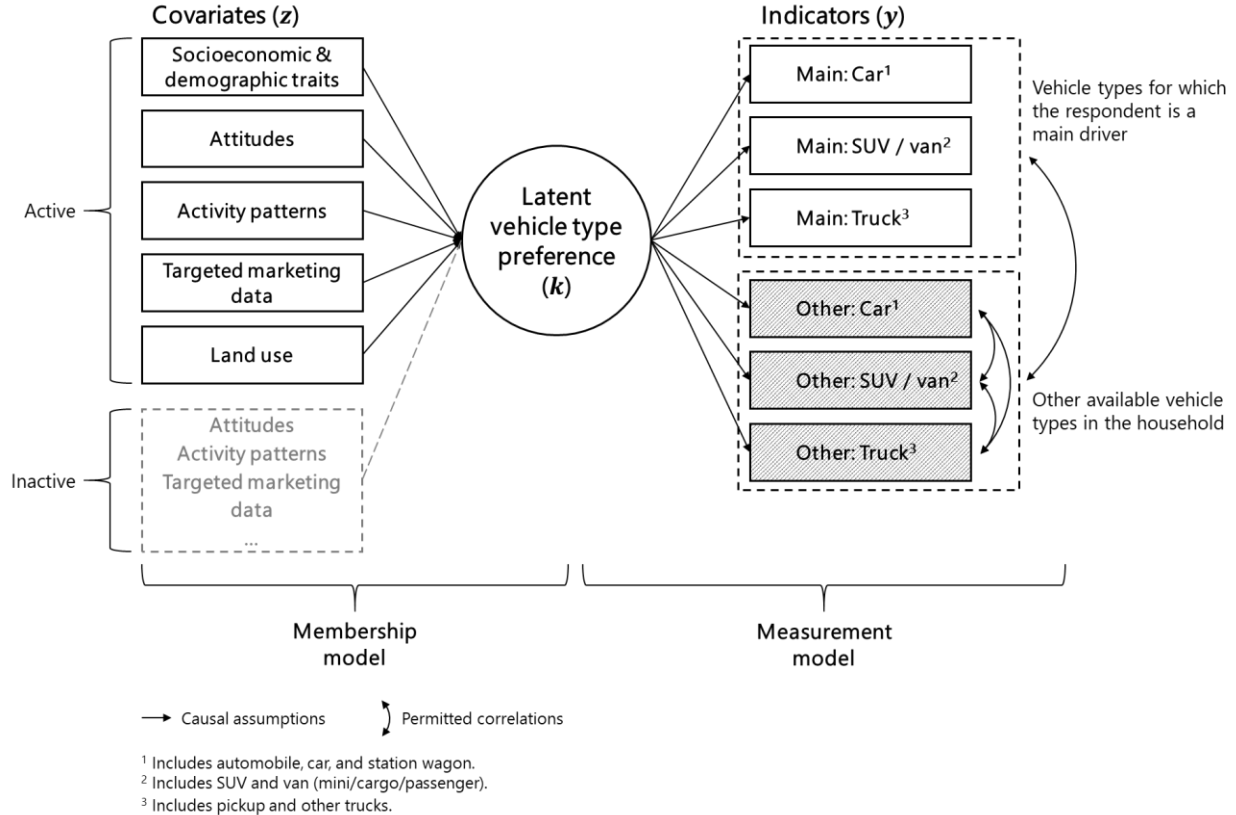 Covariates (z)
Active
Socioeconomic &
demographic traits
Attitudes
Activity patterns
Targeted marketing
data
Land use
Inactive
Attitudes
Activity patterns
Targeted marketing
data
...
Latent
vehicle type
preference
(k)
Indicators (y)
Main: Car¹
Main: SUV / van²
Main: Truck³
Other: Car¹
Other: SUV / van²
Other: Truck³
Vehicle types for which
the respondent is a
main driver
Other available vehicle
types in the household
Membership
model
Measurement
model
Causal assumptions
Permitted correlations
¹ Includes automobile, car, and station wagon.
² Includes SUV and van (mini/cargo/passenger).
³ Includes pickup and other trucks.